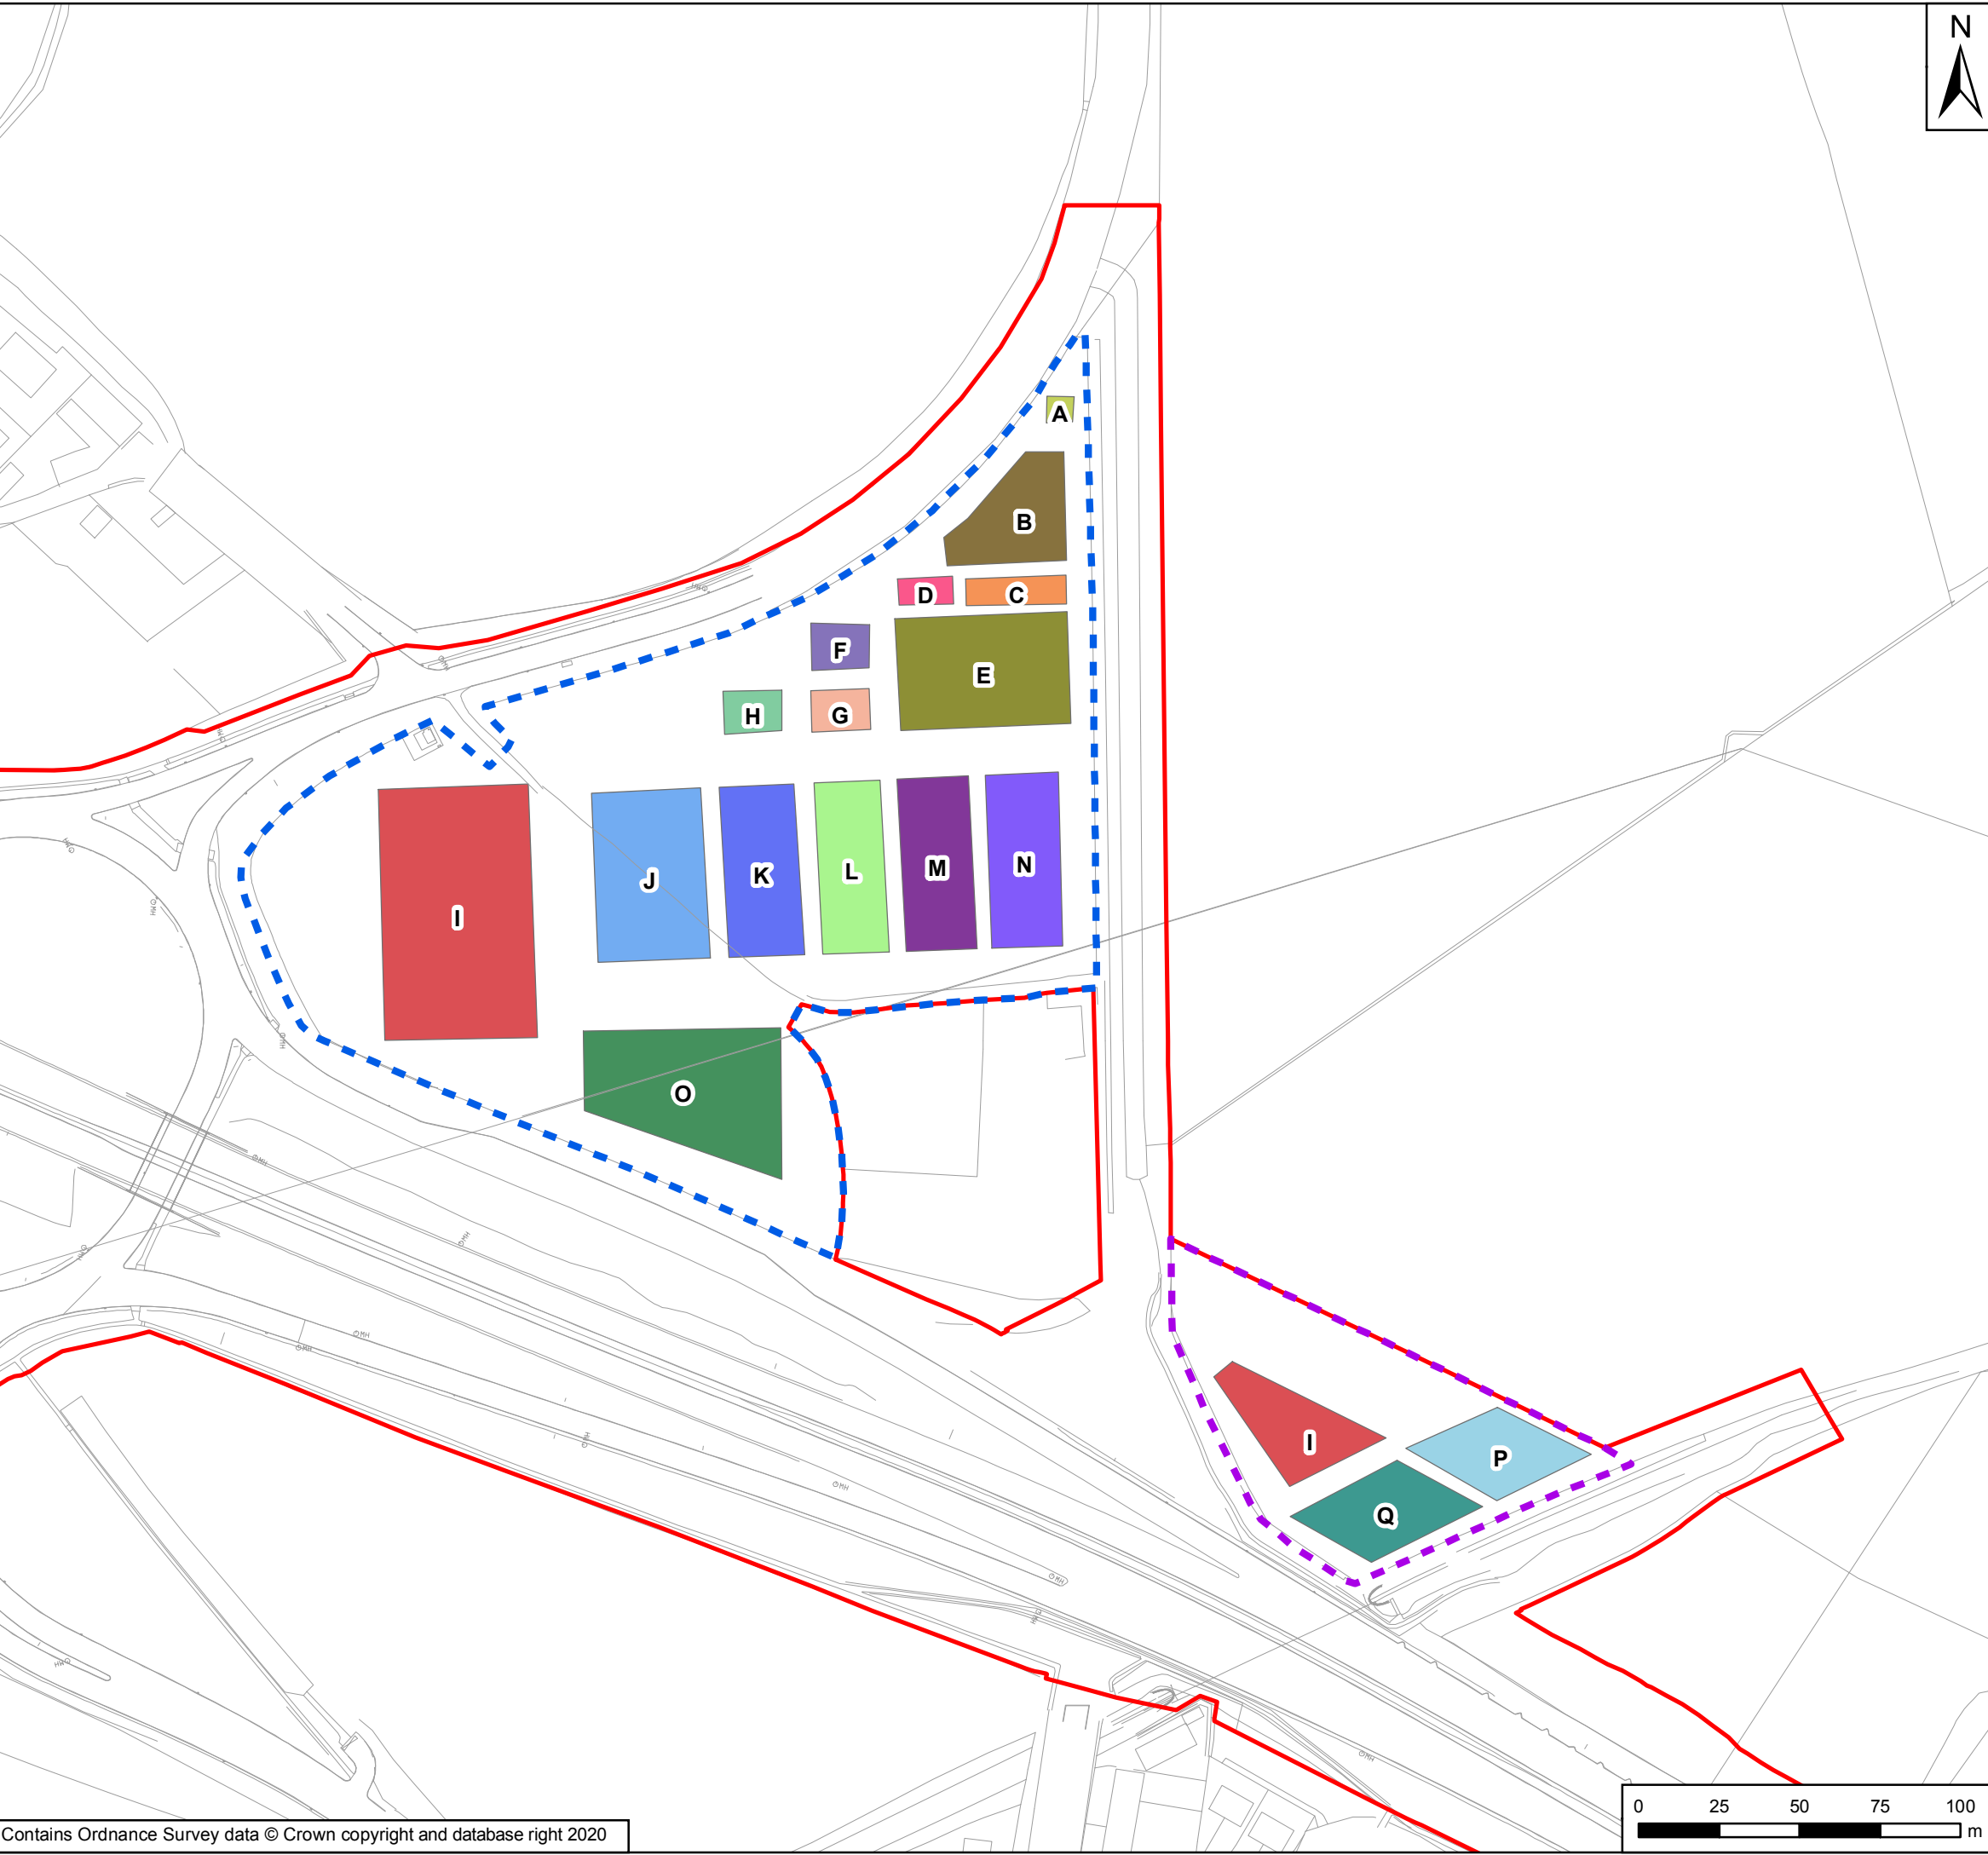 N
A
B
D
C
F
E
H
G
I
J
K
L
M
N
O
I
P
Q
0 25 50 75 100
m
Contains Ordnance Survey data © Crown copyright and database right 2020